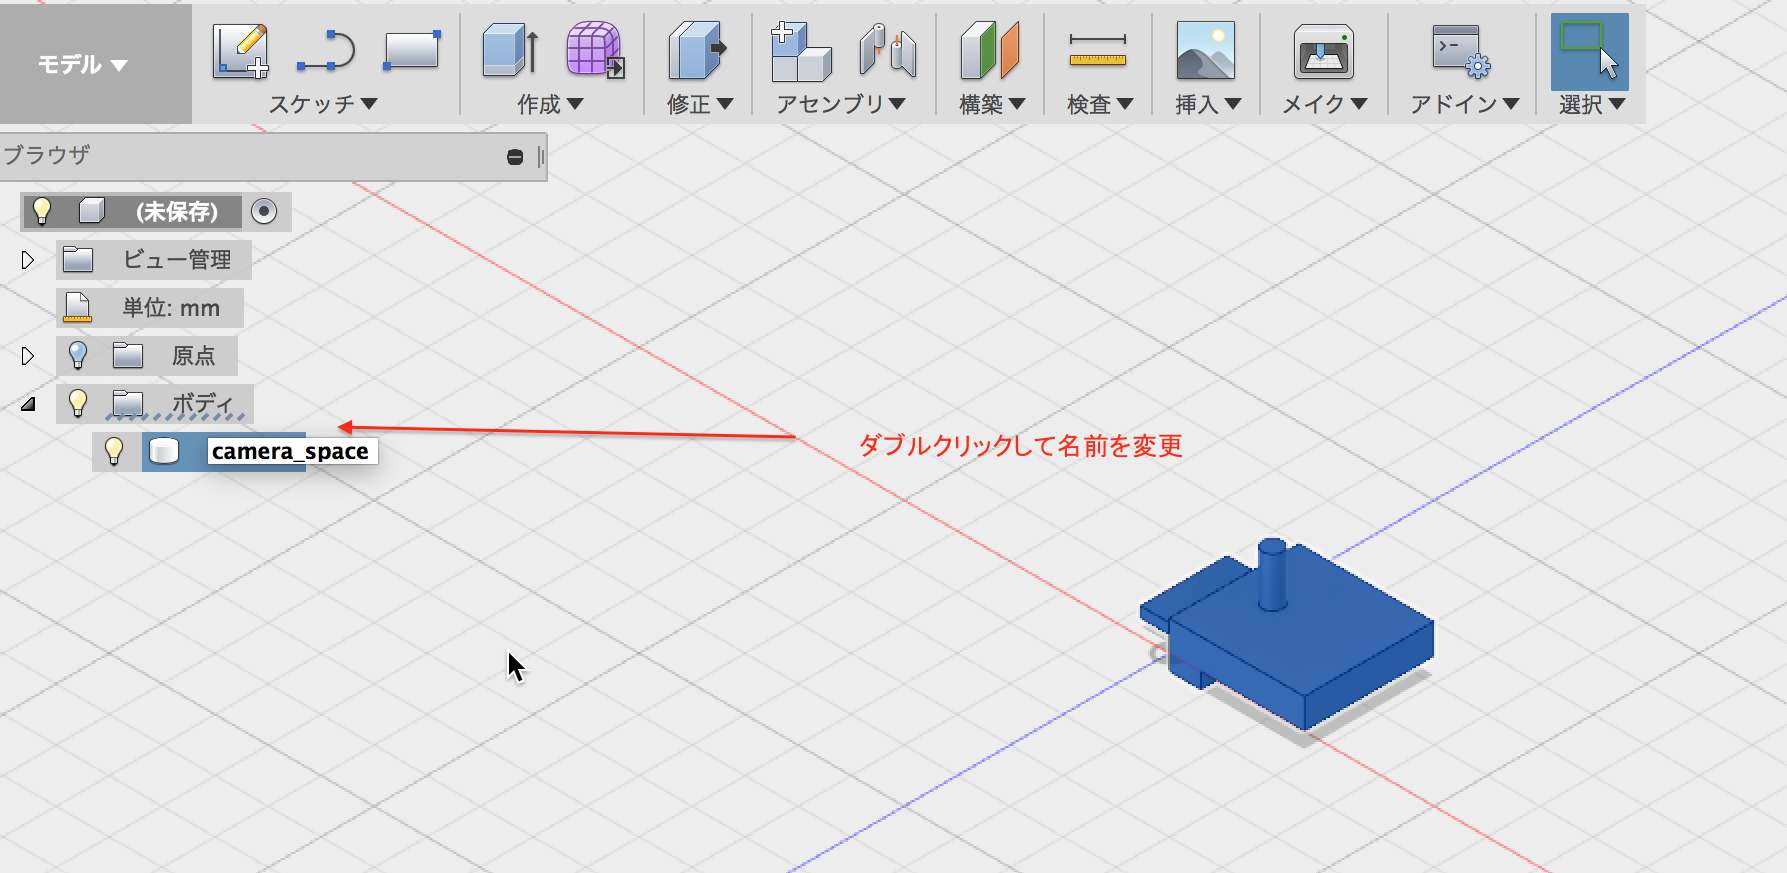 モデル
スケッチ
作成
修正
アセンブリ
構築
検査
挿入
メイク
アドイン
選択
ブラウザ
(未保存)
ビュー管理
単位: mm
原点
ボディ
camera_space
ダブルクリックして名前を変更